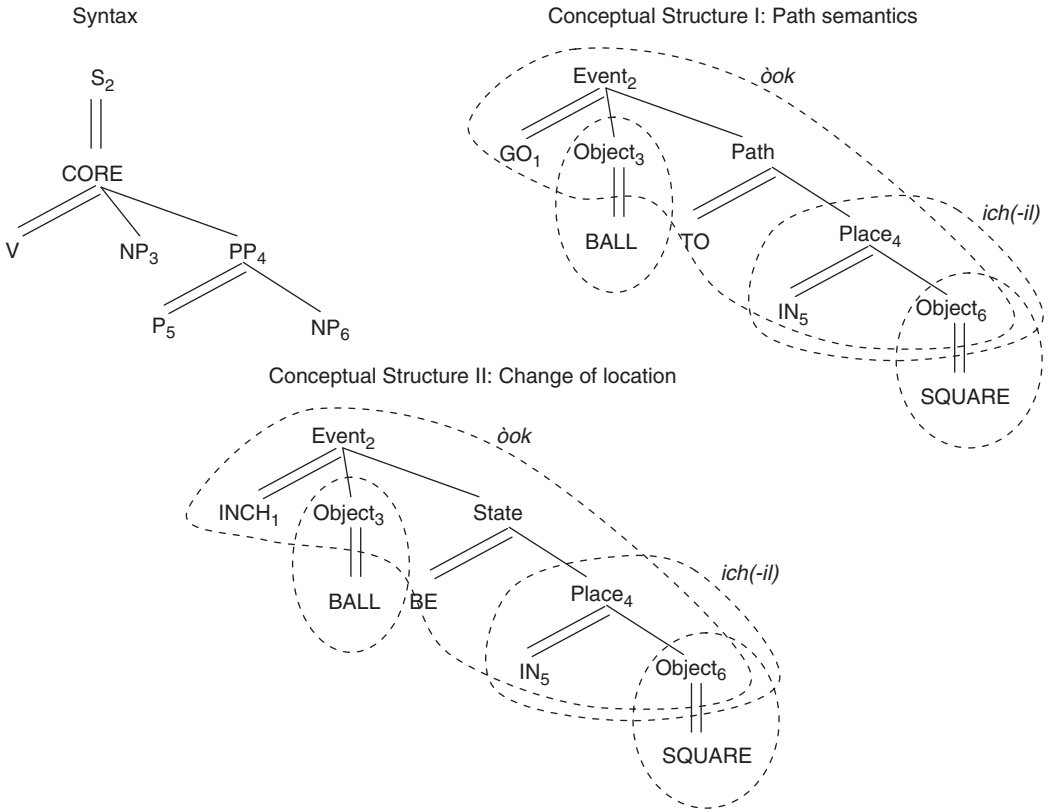 Syntax
S2
CORE
V
NP3
PP4
P5
NP6
Conceptual Structure I: Path semantics
Event2
òok
GO1
Object3
Path
BALL
TO
Place4
ich(-il)
IN5
Object6
SQUARE
Conceptual Structure II: Change of location
Event2
òok
INCH1
Object3
State
BALL
BE
Place4
ich(-il)
IN5
Object6
SQUARE